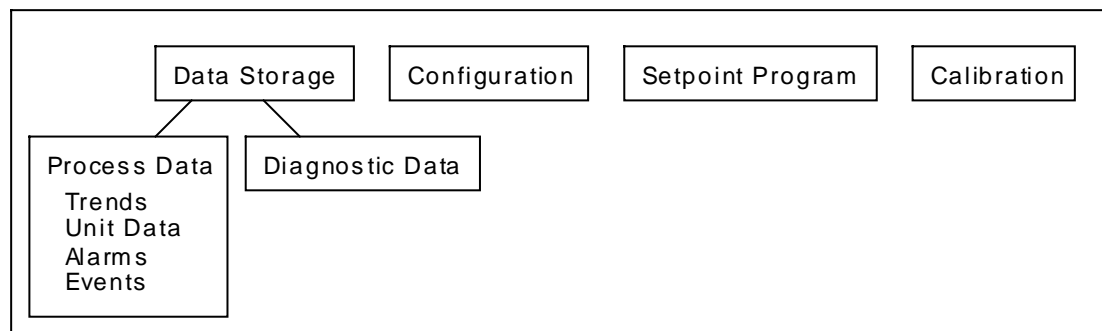 Data Storage
Configuration
Setpoint Program
Calibration
Process Data
Trends
Unit Data
Alarms
Events
Diagnostic Data